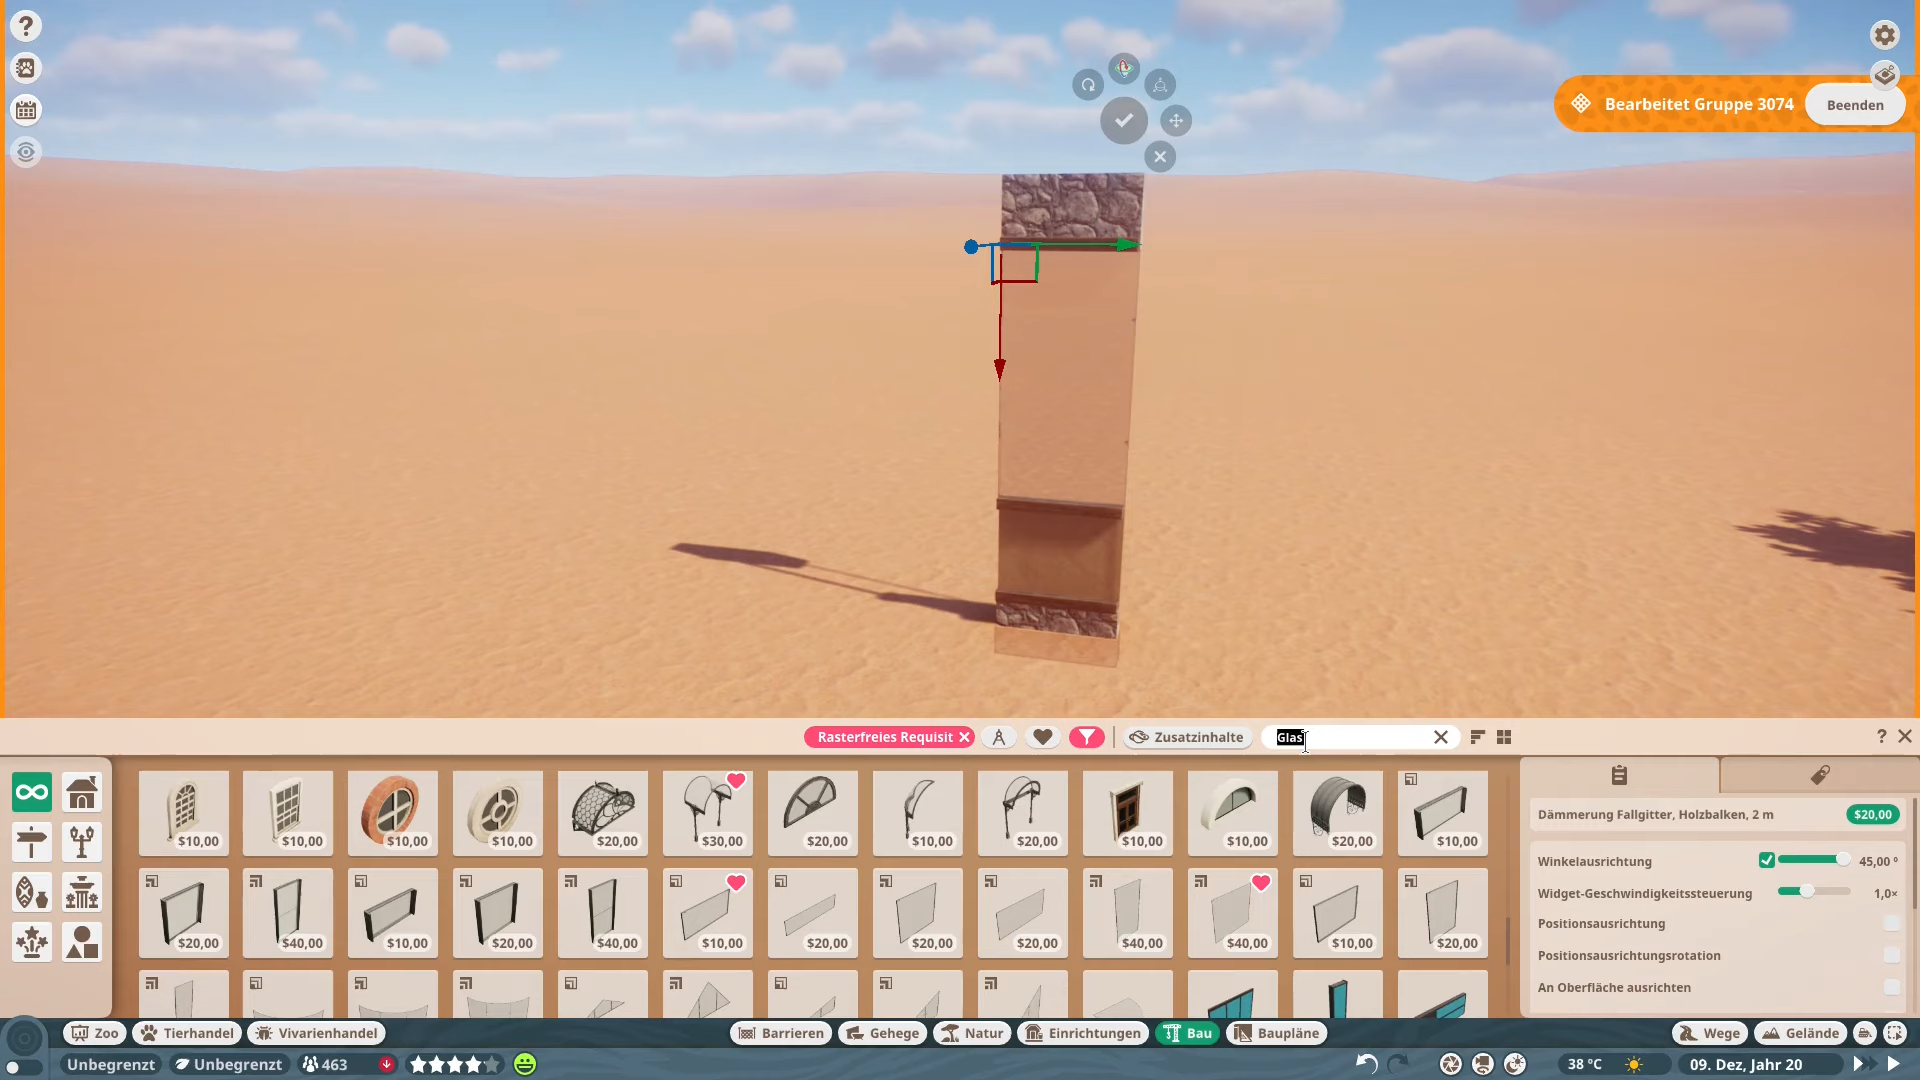 Bearbeitet Gruppe 3074
Beenden
Rasterfreies Requisit
Zusatzinhalte
Glas
$10,00 $10,00 $10,00 $10,00 $20,00 $30,00 $20,00 $10,00 $20,00 $10,00 $10,00 $20,00 $10,00
$20,00 $40,00 $10,00 $20,00 $40,00 $10,00 $20,00 $20,00 $20,00 $40,00 $40,00 $10,00 $20,00
Dämmerung Fallgitter, Holzbalken, 2 m $20,00
Winkelausrichtung 45,00 °
Widget-Geschwindigkeitssteuerung 1,0×
Positionsausrichtung
Positionsausrichtungsrotation
An Oberfläche ausrichten
Zoo Tierhandel Vivarienhandel Barrieren Gehege Natur Einrichtungen Bau Baupläne Wege Gelände
Unbegrenzt Unbegrenzt 463 38 °C 09. Dez, Jahr 20